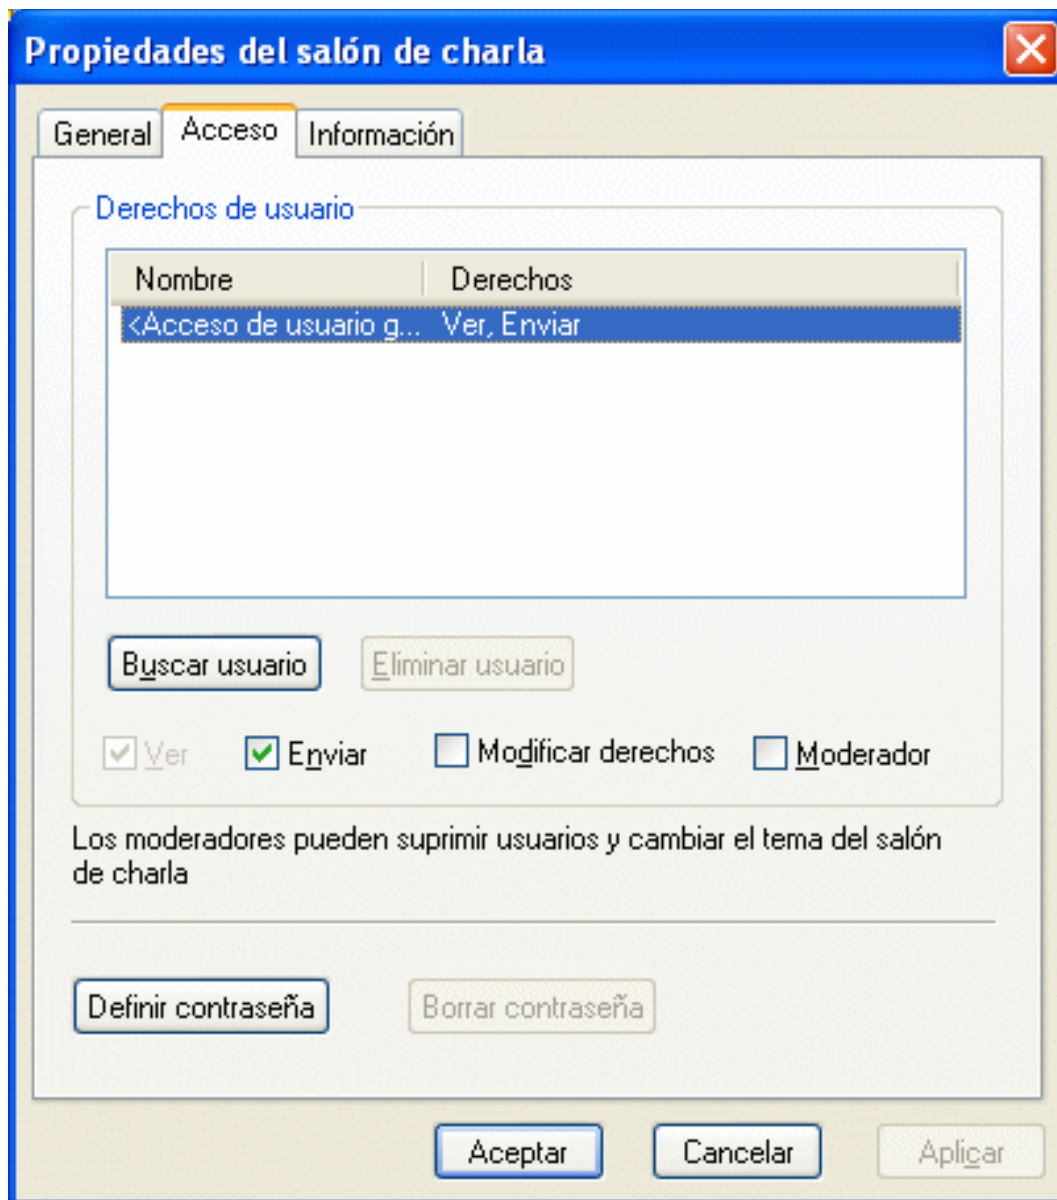 Propiedades del salón de charla
General Acceso Información
Derechos de usuario
Nombre Derechos
<Acceso de usuario g... Ver, Enviar
Buscar usuario Eliminar usuario
Ver Enviar Modificar derechos Moderador
Los moderadores pueden suprimir usuarios y cambiar el tema del salón
de charla
Definir contraseña Borrar contraseña
Aceptar Cancelar Aplicar